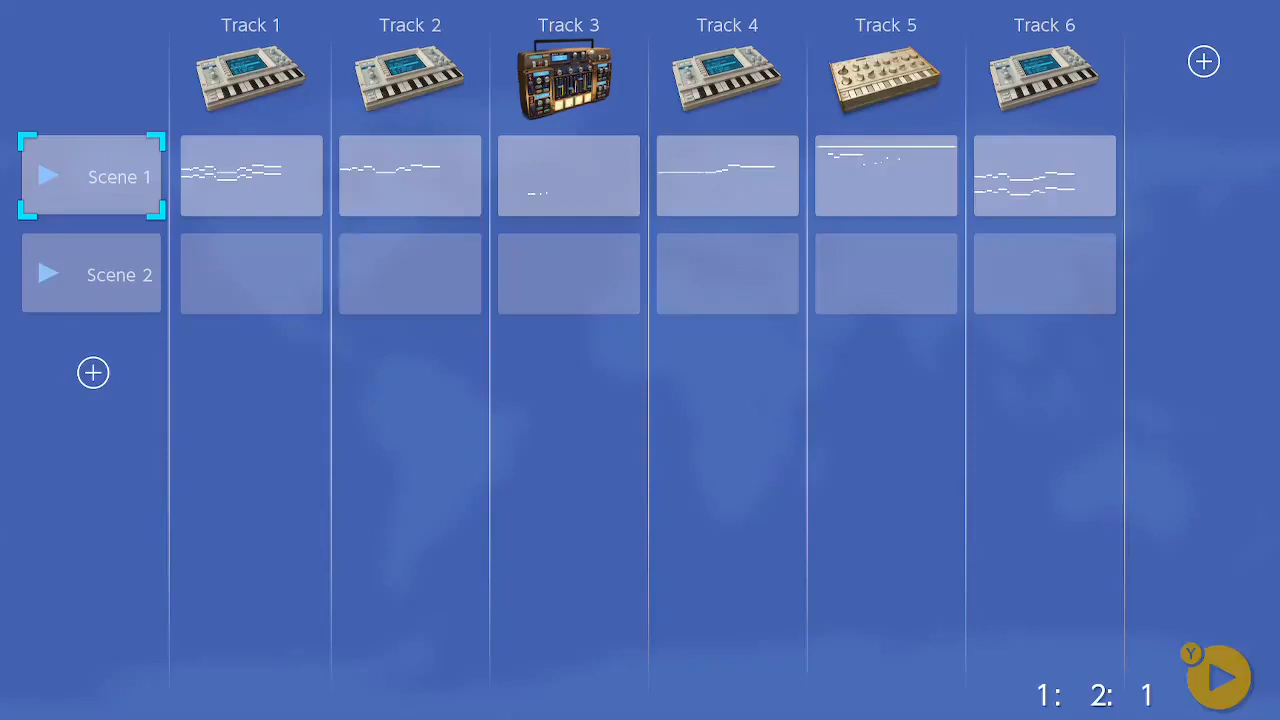 Track 1
Track 2
Track 3
Track 4
Track 5
Track 6
Scene 1
Scene 2
Y
1: 2: 1